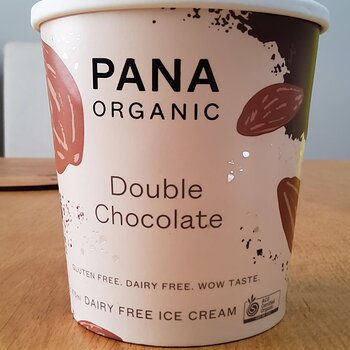 PANA
ORGANIC
Double
Chocolate
GLUTEN FREE. DAIRY FREE. WOW TASTE.
DAIRY FREE ICE CREAM